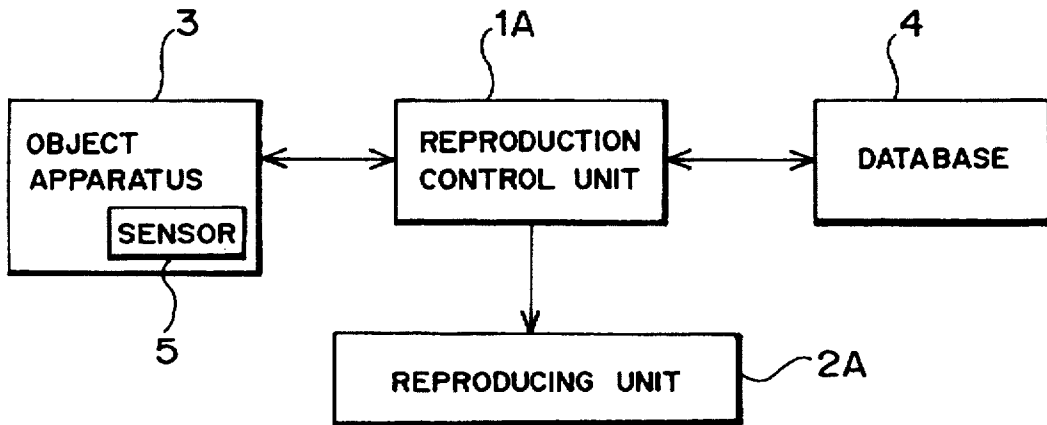 3
1A
4
OBJECT
APPARATUS
SENSOR
REPRODUCTION
CONTROL UNIT
DATABASE
5
REPRODUCING UNIT
2A